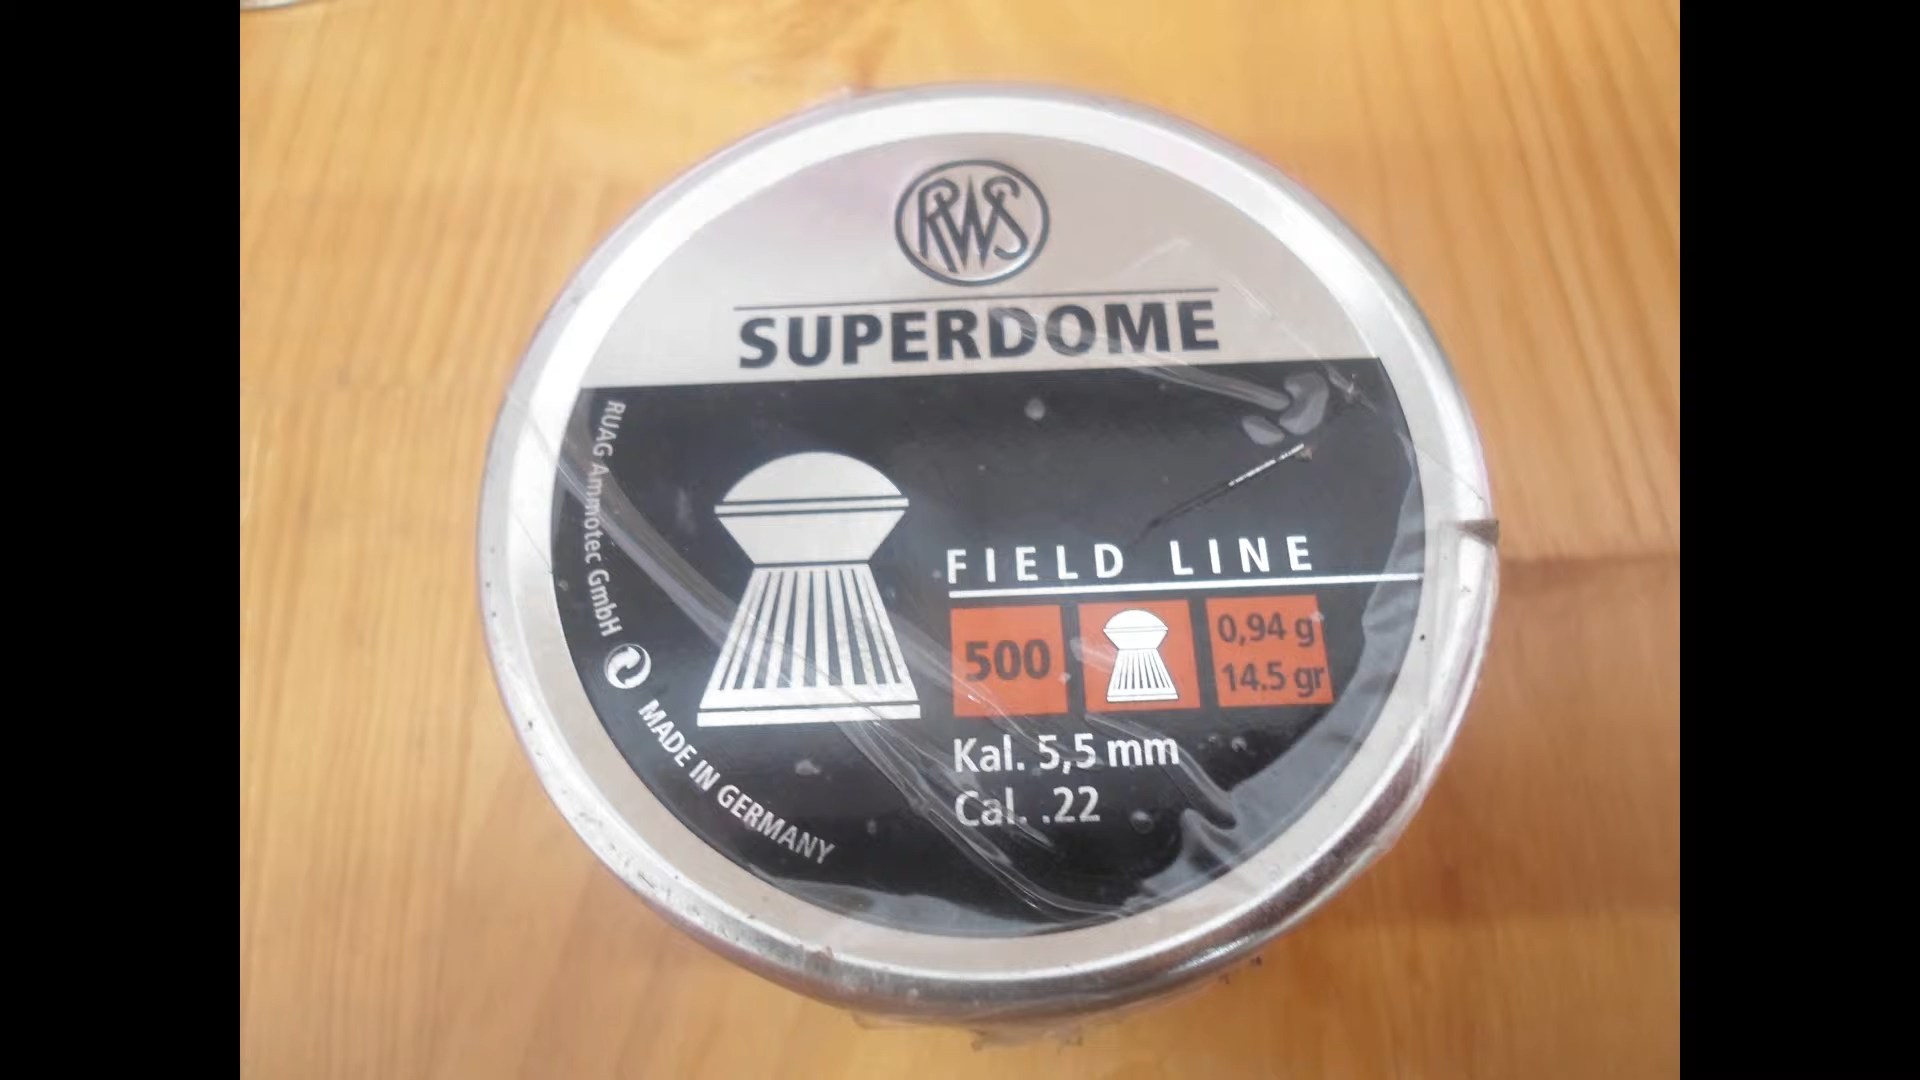 RWS
SUPERDOME
RUAG Ammotec GmbH
MADE IN GERMANY
FIELD LINE
500
0,94 g
14.5 gr
Kal. 5,5 mm
Cal. .22